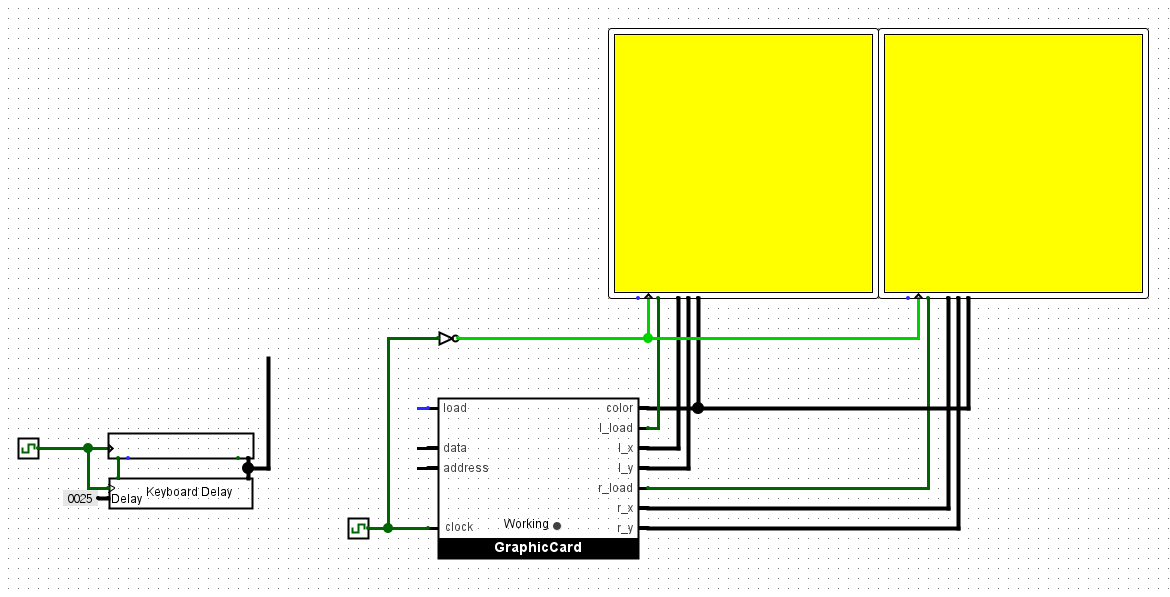 load
color
l_load
data
l_x
address
l_y
r_load
r_x
clock
Working
r_y
GraphicCard
Keyboard Delay
0025
Delay